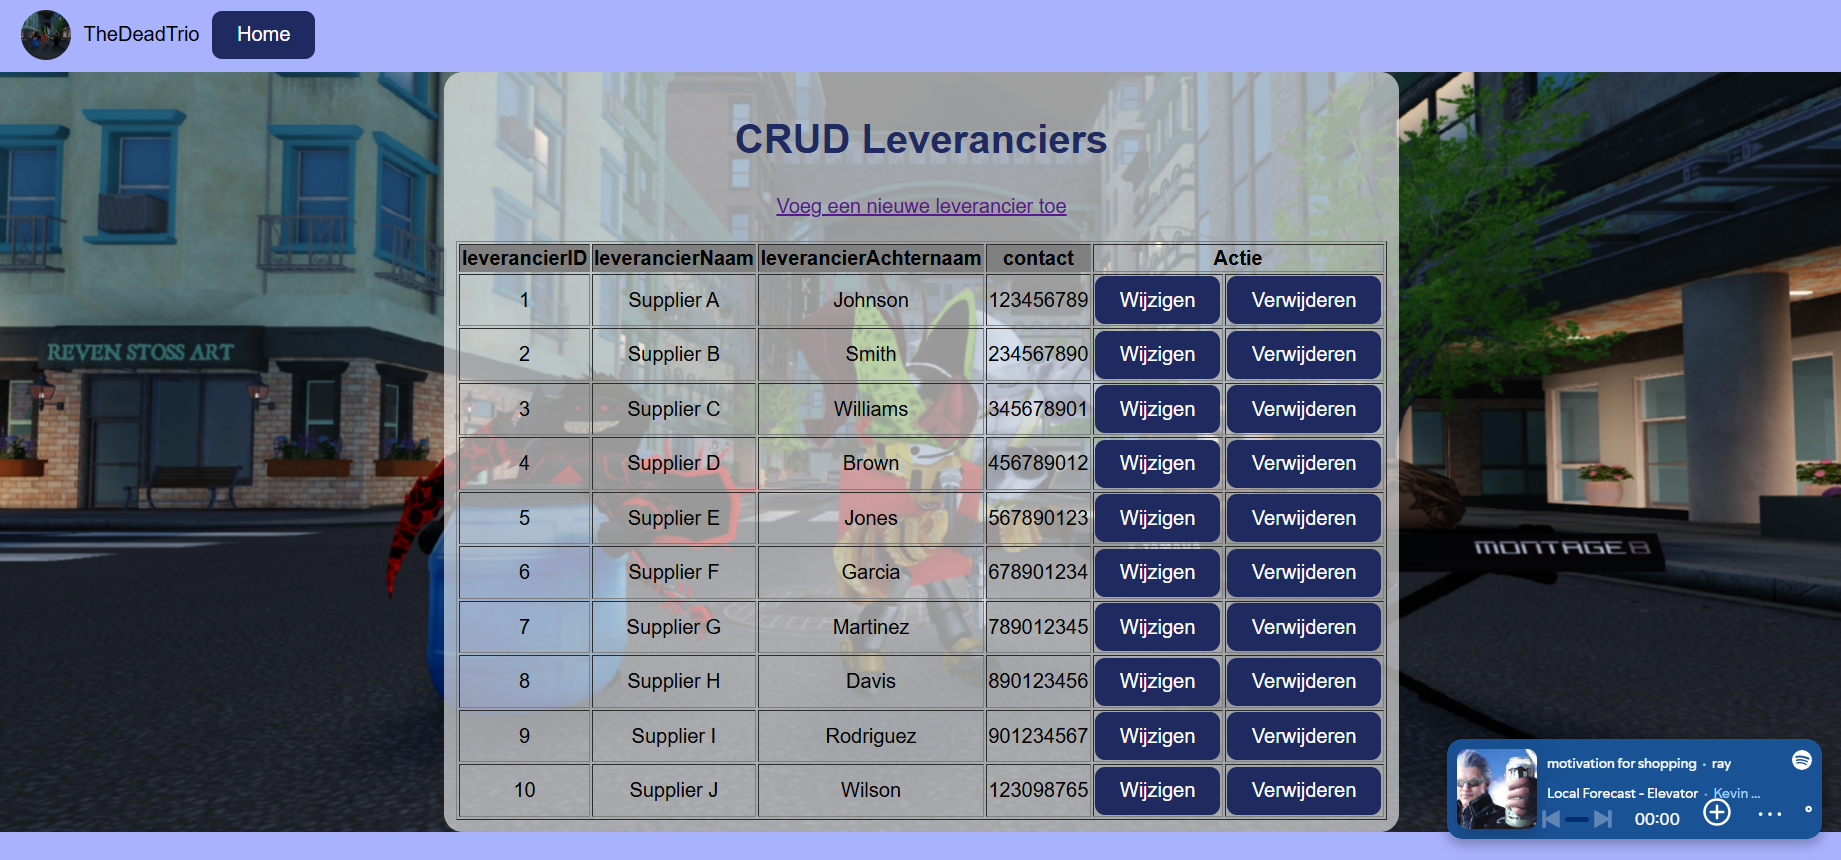 TheDeadTrio Home
CRUD Leveranciers
Voeg een nieuwe leverancier toe
leverancierID leverancierNaam leverancierAchternaam contact Actie
1 Supplier A Johnson 123456789 Wijzigen Verwijderen
2 Supplier B Smith 234567890 Wijzigen Verwijderen
3 Supplier C Williams 345678901 Wijzigen Verwijderen
4 Supplier D Brown 456789012 Wijzigen Verwijderen
5 Supplier E Jones 567890123 Wijzigen Verwijderen
6 Supplier F Garcia 678901234 Wijzigen Verwijderen
7 Supplier G Martinez 789012345 Wijzigen Verwijderen
8 Supplier H Davis 890123456 Wijzigen Verwijderen
9 Supplier I Rodriguez 901234567 Wijzigen Verwijderen
10 Supplier J Wilson 123098765 Wijzigen Verwijderen
REVEN STOSS ART
MONTAGE 8
motivation for shopping · ray
Local Forecast - Elevator · Kevin ...
00:00